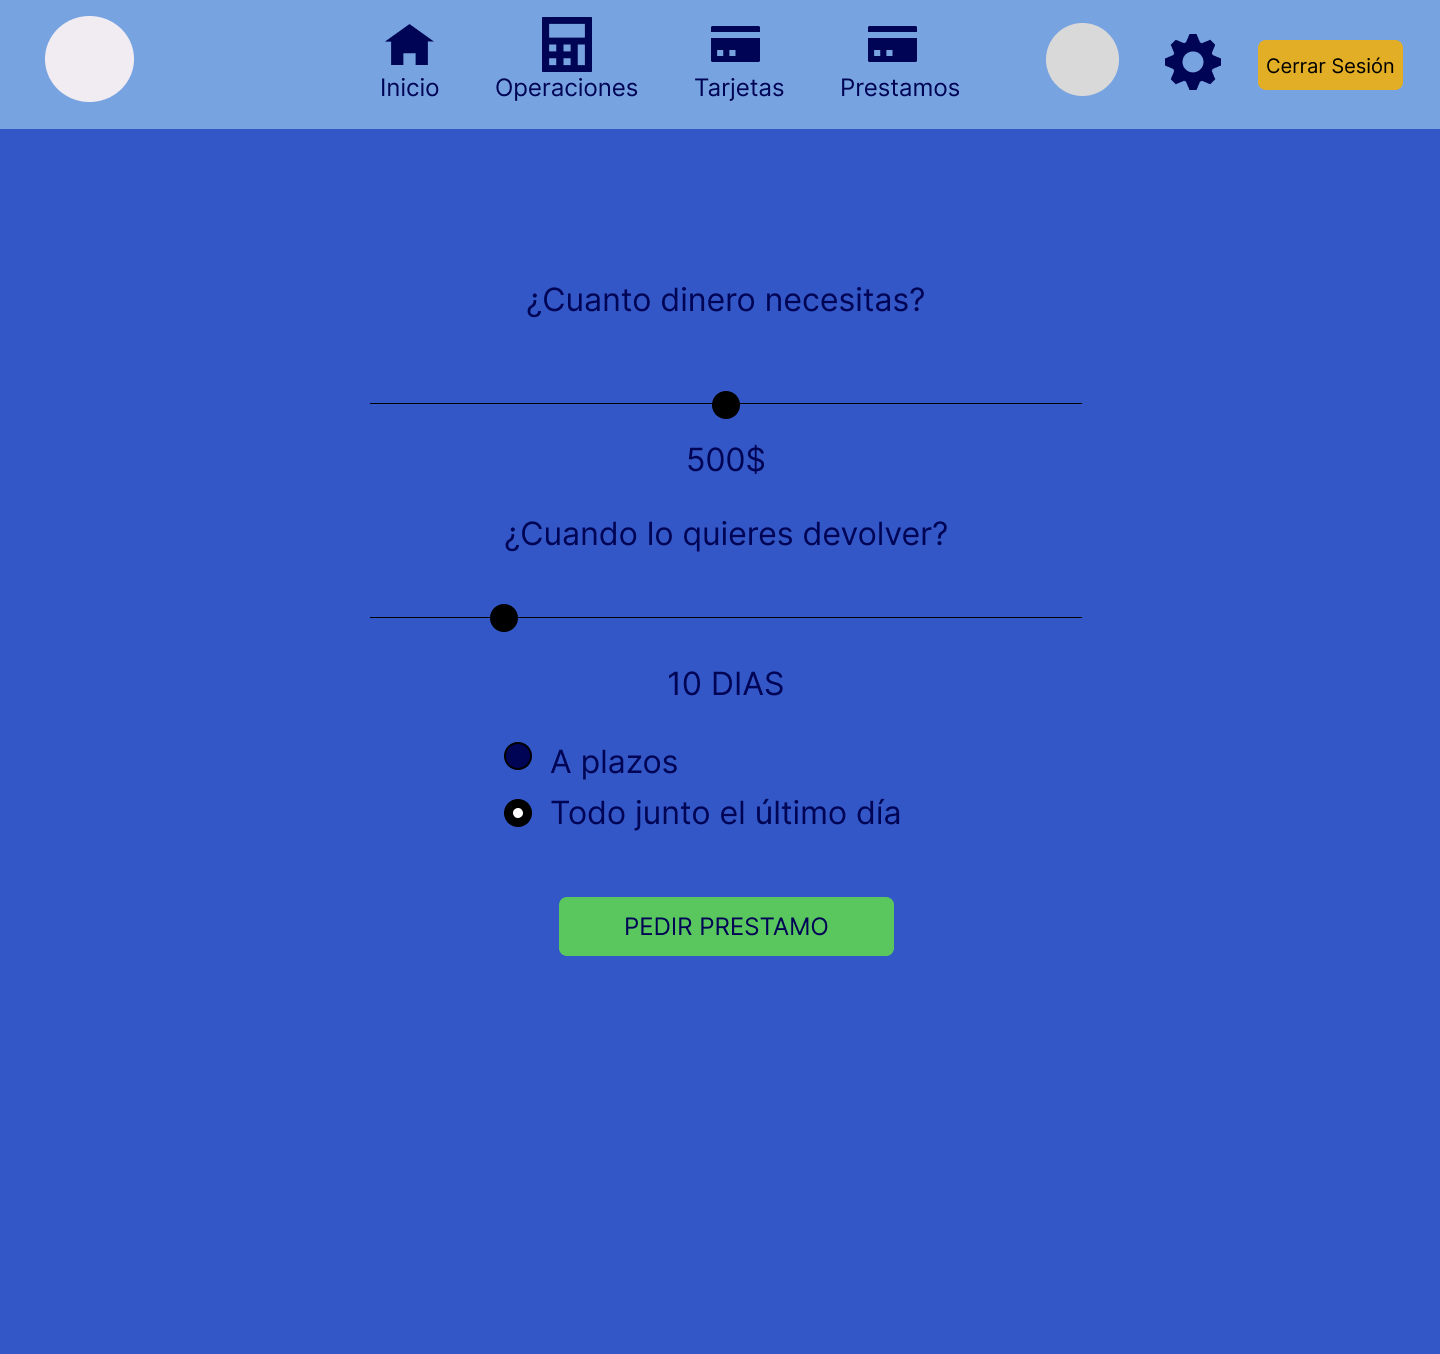 Inicio
Operaciones
Tarjetas
Prestamos
Cerrar Sesión
¿Cuanto dinero necesitas?
500$
¿Cuando lo quieres devolver?
10 DIAS
A plazos
Todo junto el último día
PEDIR PRESTAMO